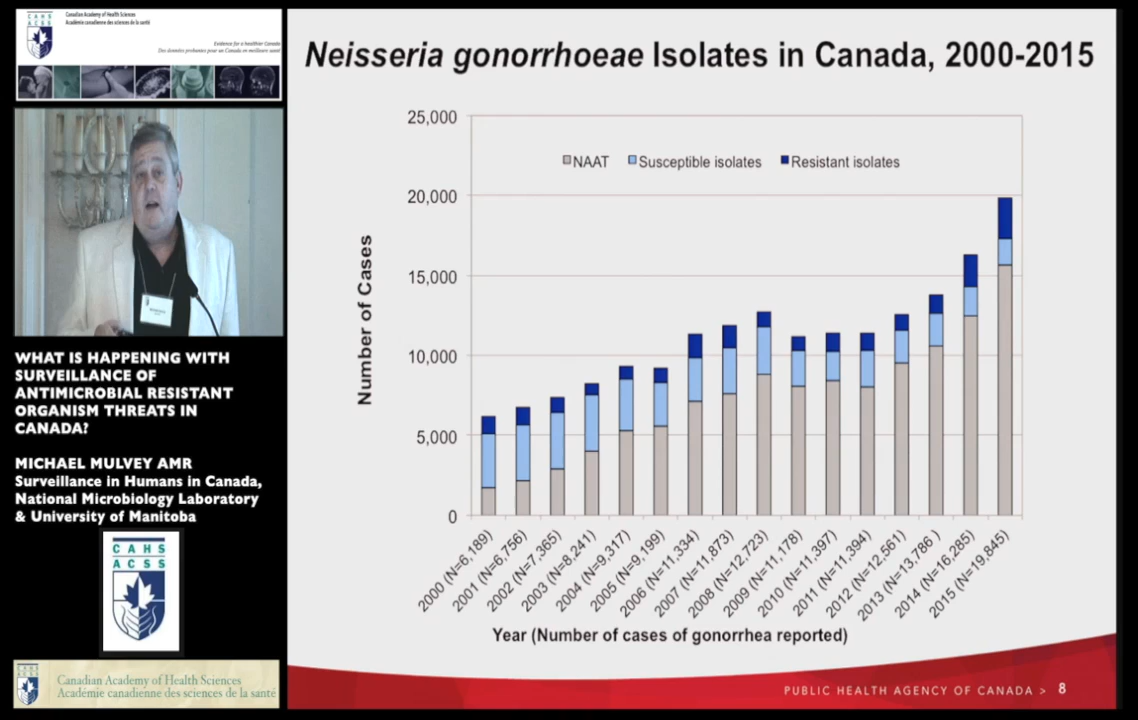 CAHS
ACSS
Canadian Academy of Health Sciences
Académie canadienne des sciences de la santé
Evidence for a healthier Canada
Des données probantes pour un Canada en meilleure santé
WHAT IS HAPPENING WITH
SURVEILLANCE OF
ANTIMICROBIAL RESISTANT
ORGANISM THREATS IN
CANADA?
MICHAEL MULVEY AMR
Surveillance in Humans in Canada,
National Microbiology Laboratory
& University of Manitoba
CAHS
ACSS
CAHS
ACSS
Canadian Academy of Health Sciences
Académie canadienne des sciences de la santé
Neisseria gonorrhoeae Isolates in Canada, 2000-2015
NAAT
Susceptible isolates
Resistant isolates
Number of Cases
25,000
20,000
15,000
10,000
5,000
0
2000 (N=6,189)
2001 (N=6,756)
2002 (N=7,365)
2003 (N=8,241)
2004 (N=9,317)
2005 (N=9,199)
2006 (N=11,334)
2007 (N=11,873)
2008 (N=12,723)
2009 (N=11,178)
2010 (N=11,397)
2011 (N=11,394)
2012 (N=12,561)
2013 (N=13,786 )
2014 (N=16,285)
2015 (N=19,845)
Year (Number of cases of gonorrhea reported)
PUBLIC HEALTH AGENCY OF CANADA > 8